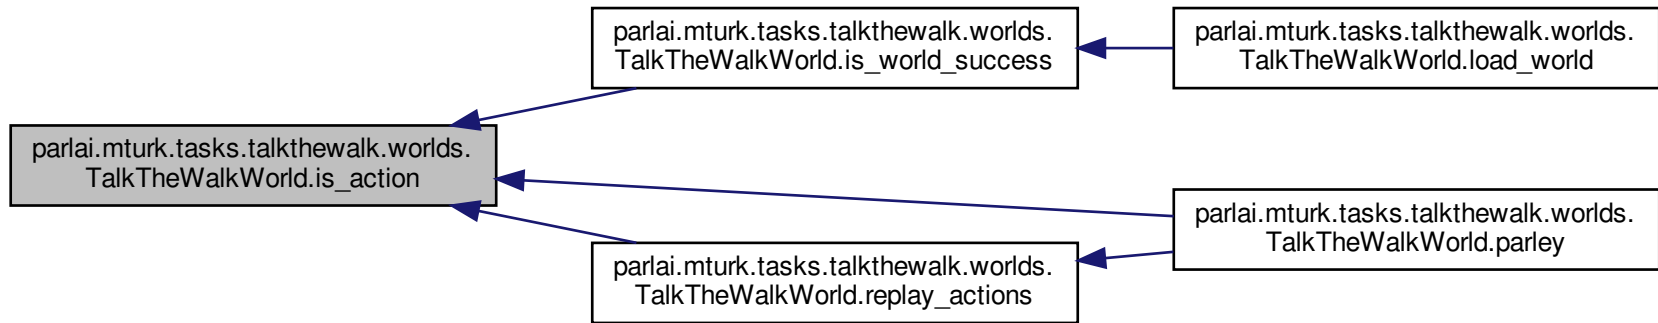 parlai.mturk.tasks.talkthewalk.worlds.
TalkTheWalkWorld.is_world_success
parlai.mturk.tasks.talkthewalk.worlds.
TalkTheWalkWorld.load_world
parlai.mturk.tasks.talkthewalk.worlds.
TalkTheWalkWorld.is_action
parlai.mturk.tasks.talkthewalk.worlds.
TalkTheWalkWorld.parley
parlai.mturk.tasks.talkthewalk.worlds.
TalkTheWalkWorld.replay_actions